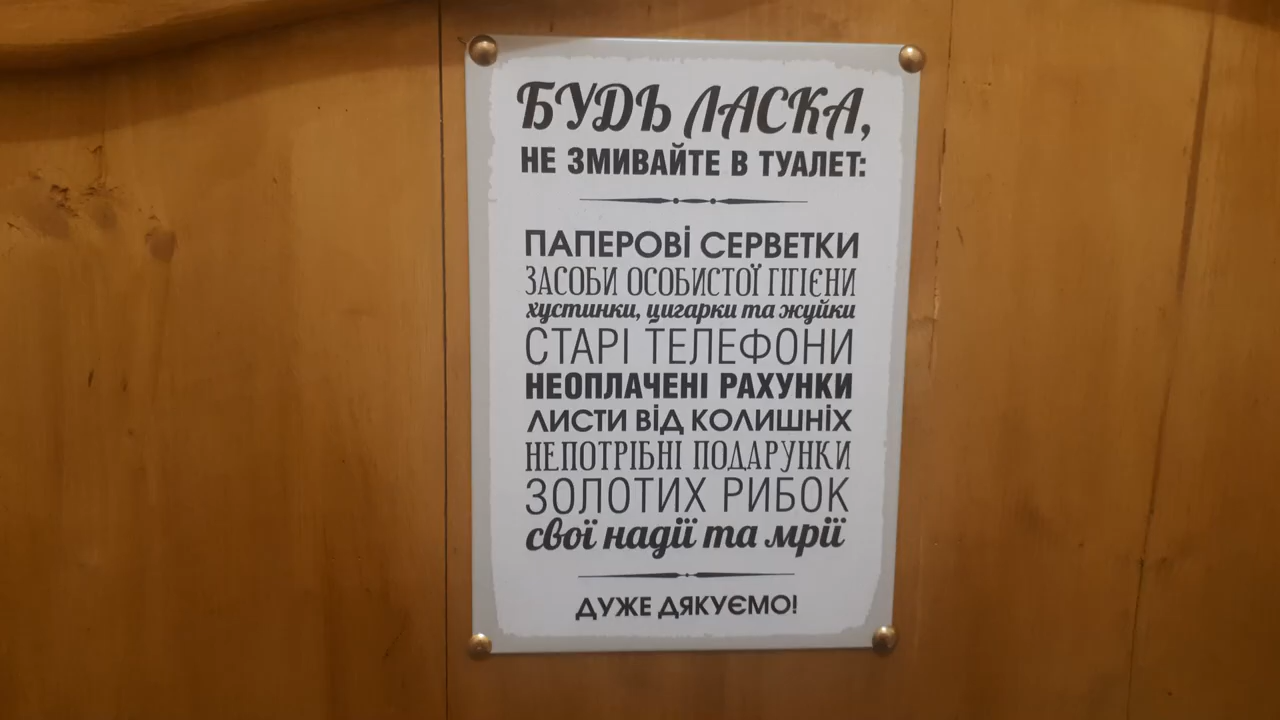 БУДЬ ЛАСКА,
НЕ ЗМИВАЙТЕ В ТУАЛЕТ:
ПАПЕРОВІ СЕРВЕТКИ
ЗАСОБИ ОСОБИСТОЇ ГІГІЄНИ
хустинки, цигарки та жуйки
СТАРІ ТЕЛЕФОНИ
НЕОПЛАЧЕНІ РАХУНКИ
ЛИСТИ ВІД КОЛИШНІХ
НЕПОТРІБНІ ПОДАРУНКИ
ЗОЛОТИХ РИБОК
свої надії та мрії
ДУЖЕ ДЯКУЄМО!